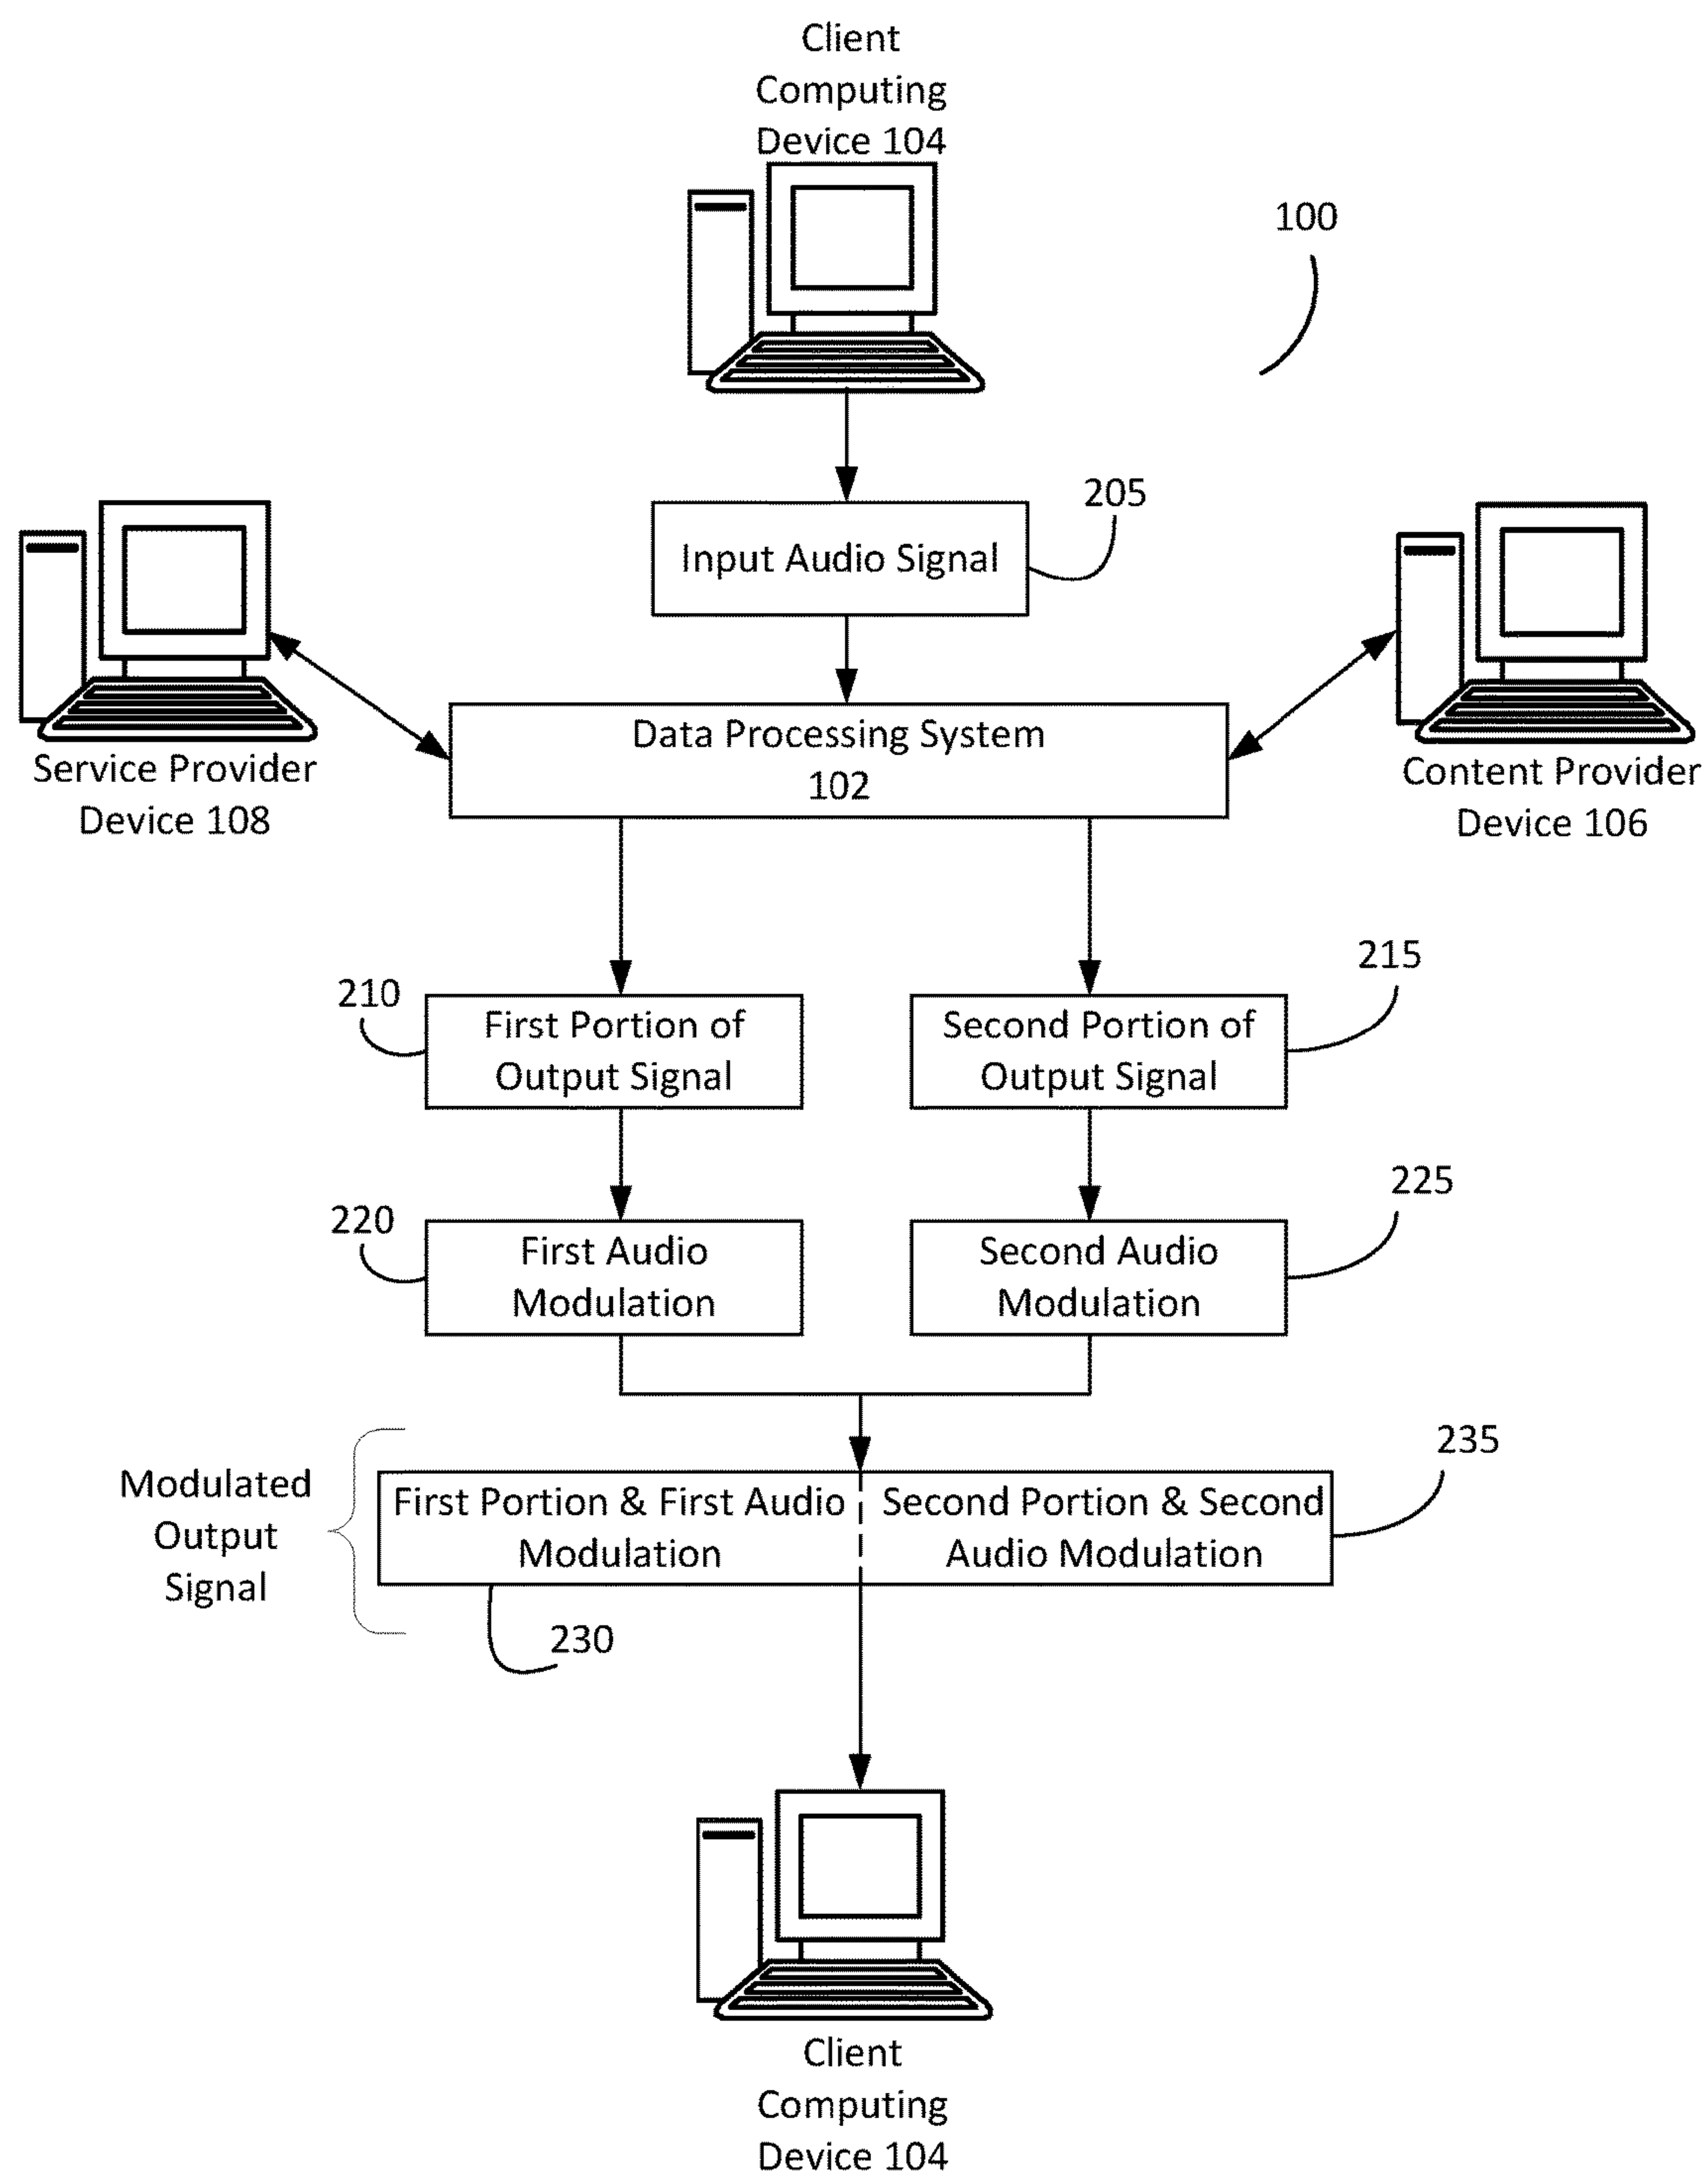 Client
Computing
Device 104
100
205
Input Audio Signal
Data Processing System
102
Service Provider
Device 108
Content Provider
Device 106
210
215
First Portion of
Output Signal
Second Portion of
Output Signal
220
225
First Audio
Modulation
Second Audio
Modulation
235
Modulated
Output
Signal
First Portion & First Audio
Modulation
Second Portion & Second
Audio Modulation
230
Client
Computing
Device 104